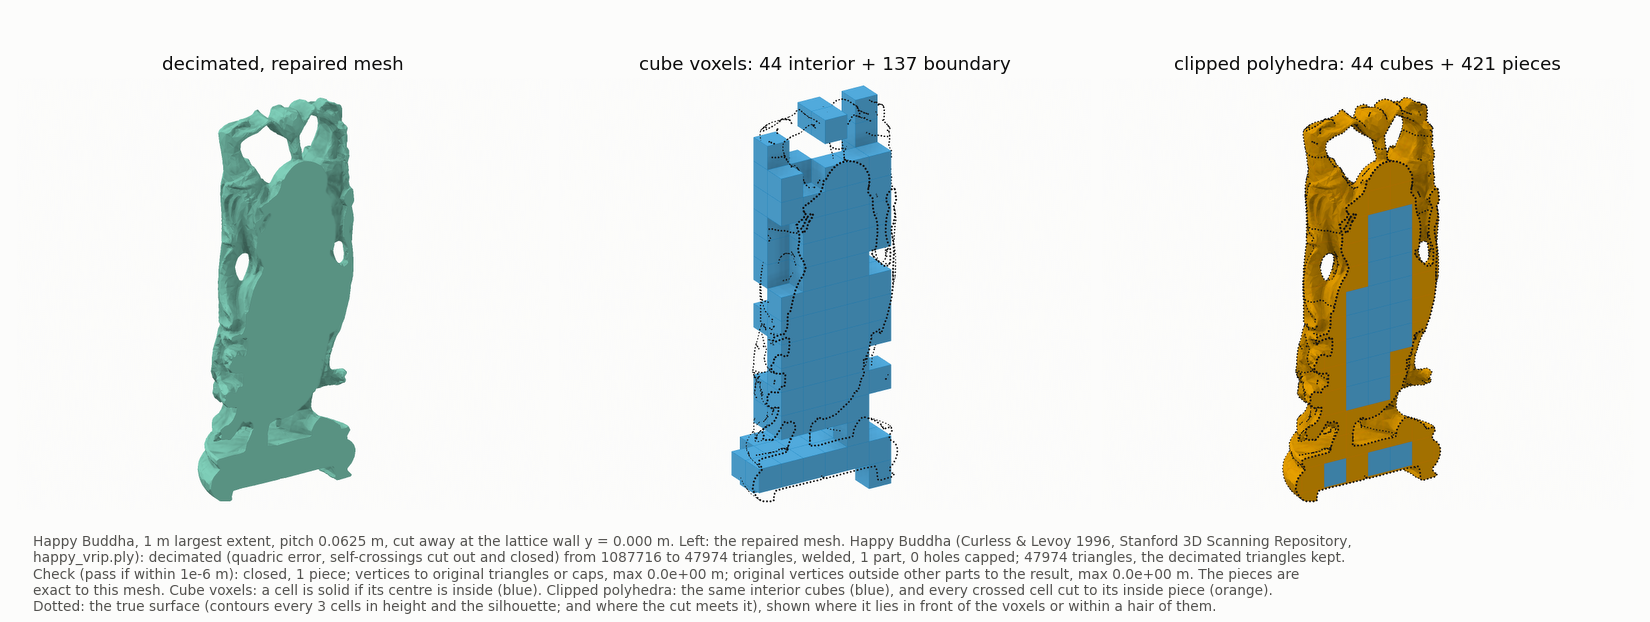 decimated, repaired mesh
cube voxels: 44 interior + 137 boundary
clipped polyhedra: 44 cubes + 421 pieces
Happy Buddha, 1 m largest extent, pitch 0.0625 m, cut away at the lattice wall y = 0.000 m. Left: the repaired mesh. Happy Buddha (Curless & Levoy 1996, Stanford 3D Scanning Repository,
happy_vrip.ply): decimated (quadric error, self-crossings cut out and closed) from 1087716 to 47974 triangles, welded, 1 part, 0 holes capped; 47974 triangles, the decimated triangles kept.
Check (pass if within 1e-6 m): closed, 1 piece; vertices to original triangles or caps, max 0.0e+00 m; original vertices outside other parts to the result, max 0.0e+00 m. The pieces are
exact to this mesh. Cube voxels: a cell is solid if its centre is inside (blue). Clipped polyhedra: the same interior cubes (blue), and every crossed cell cut to its inside piece (orange).
Dotted: the true surface (contours every 3 cells in height and the silhouette; and where the cut meets it), shown where it lies in front of the voxels or within a hair of them.